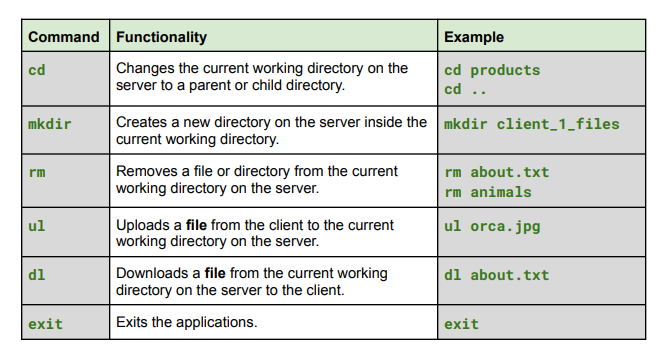 Command Functionality Example
cd Changes the current working directory on the cd products
server to a parent or child directory. cd ..
mkdir Creates a new directory on the server inside the mkdir client_1_files
current working directory.
rm Removes a file or directory from the current rm about.txt
working directory on the server. rm animals
ul Uploads a file from the client to the current ul orca.jpg
working directory on the server.
dl Downloads a file from the current working dl about.txt
directory on the server to the client.
exit Exits the applications. exit